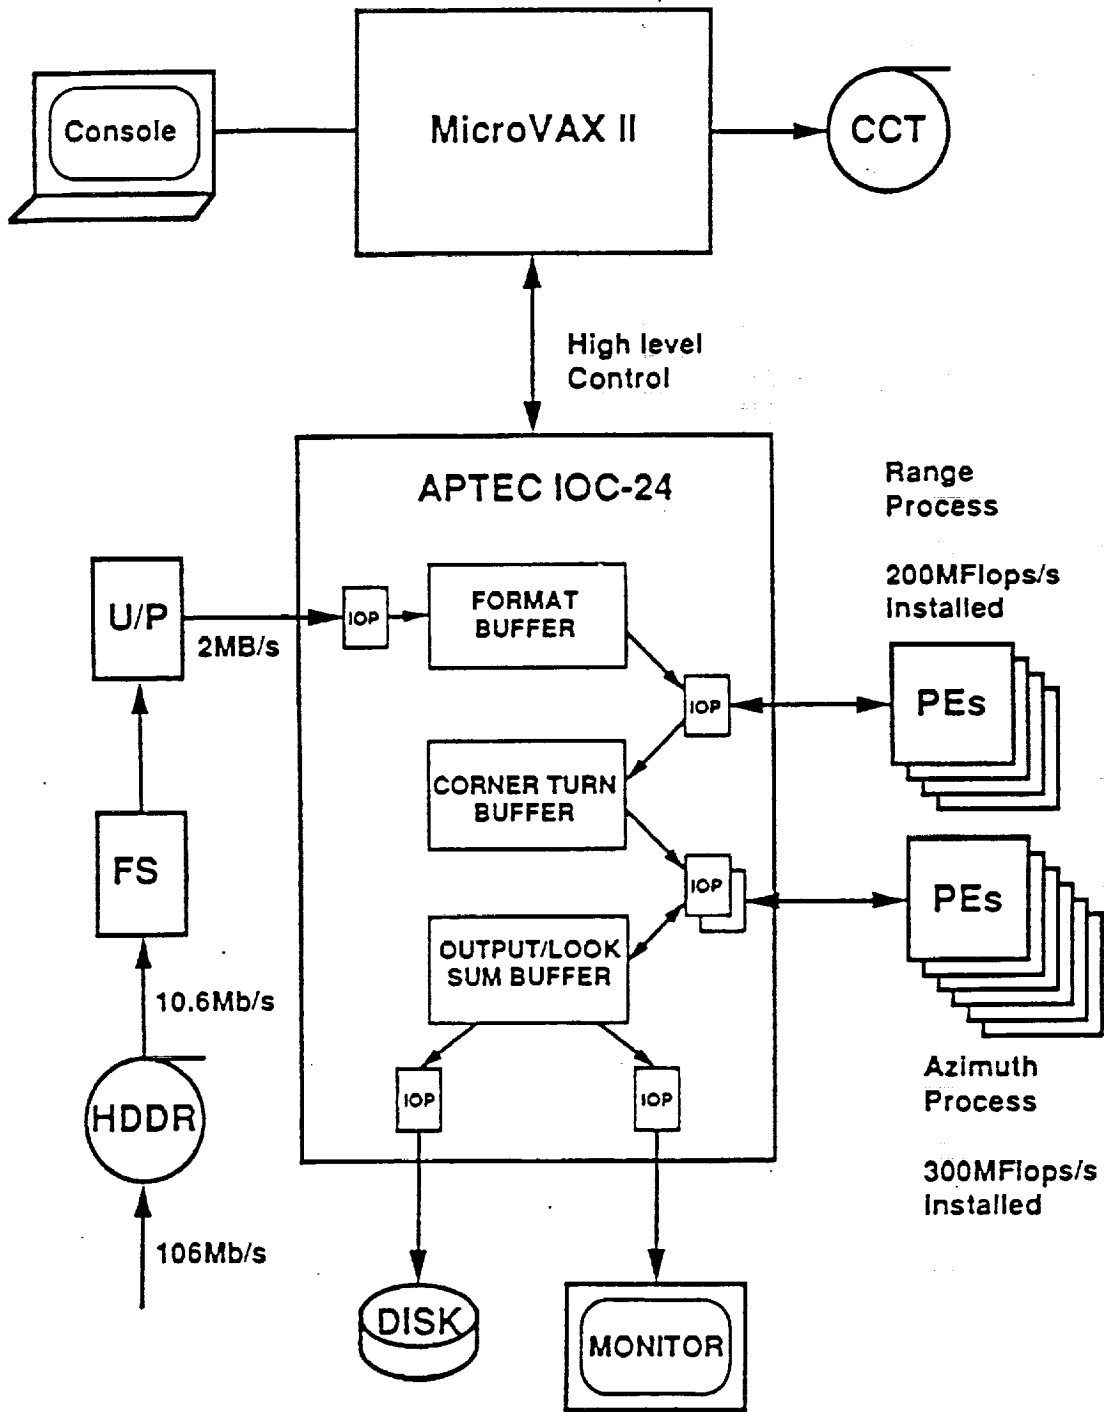 Console
MicroVAX II
CCT
High level
Control
APTEC IOC-24
Range
Process
200MFlops/s
Installed
U/P
2MB/s
IOP
FORMAT
BUFFER
IOP
PEs
CORNER TURN
BUFFER
FS
IOP
PEs
OUTPUT/LOOK
SUM BUFFER
10.6Mb/s
HDDR
IOP
IOP
Azimuth
Process
300MFlops/s
Installed
106Mb/s
DISK
MONITOR